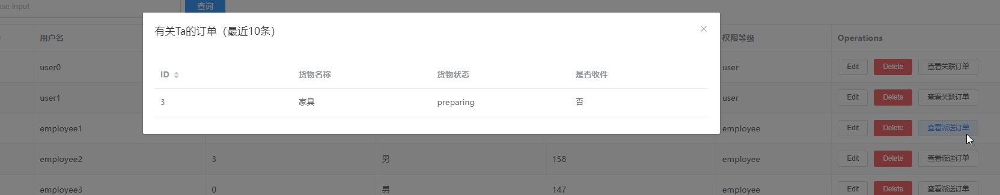 ase input 查询
有关Ta的订单（最近10条）
用户名 权限等级 Operations
ID 货物名称 货物状态 是否收件
user0 user Edit Delete 查看关联订单
3 家具 preparing 否
user1 user Edit Delete 查看关联订单
employee1 employee Edit Delete 查看派送订单
employee2 3 男 158 employee Edit Delete 查看派送订单
employee3 0 男 147 employee Edit Delete 查看派送订单